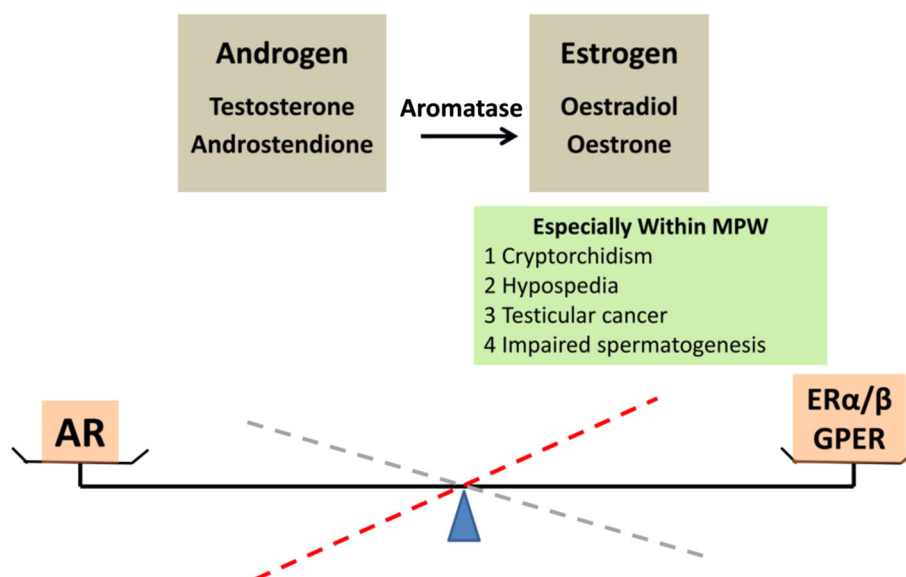 Androgen
Testosterone
Androstendione
Aromatase
Estrogen
Oestradiol
Oestrone
Especially Within MPW
1 Cryptorchidism
2 Hypospedia
3 Testicular cancer
4 Impaired spermatogenesis
AR
ERα/β
GPER